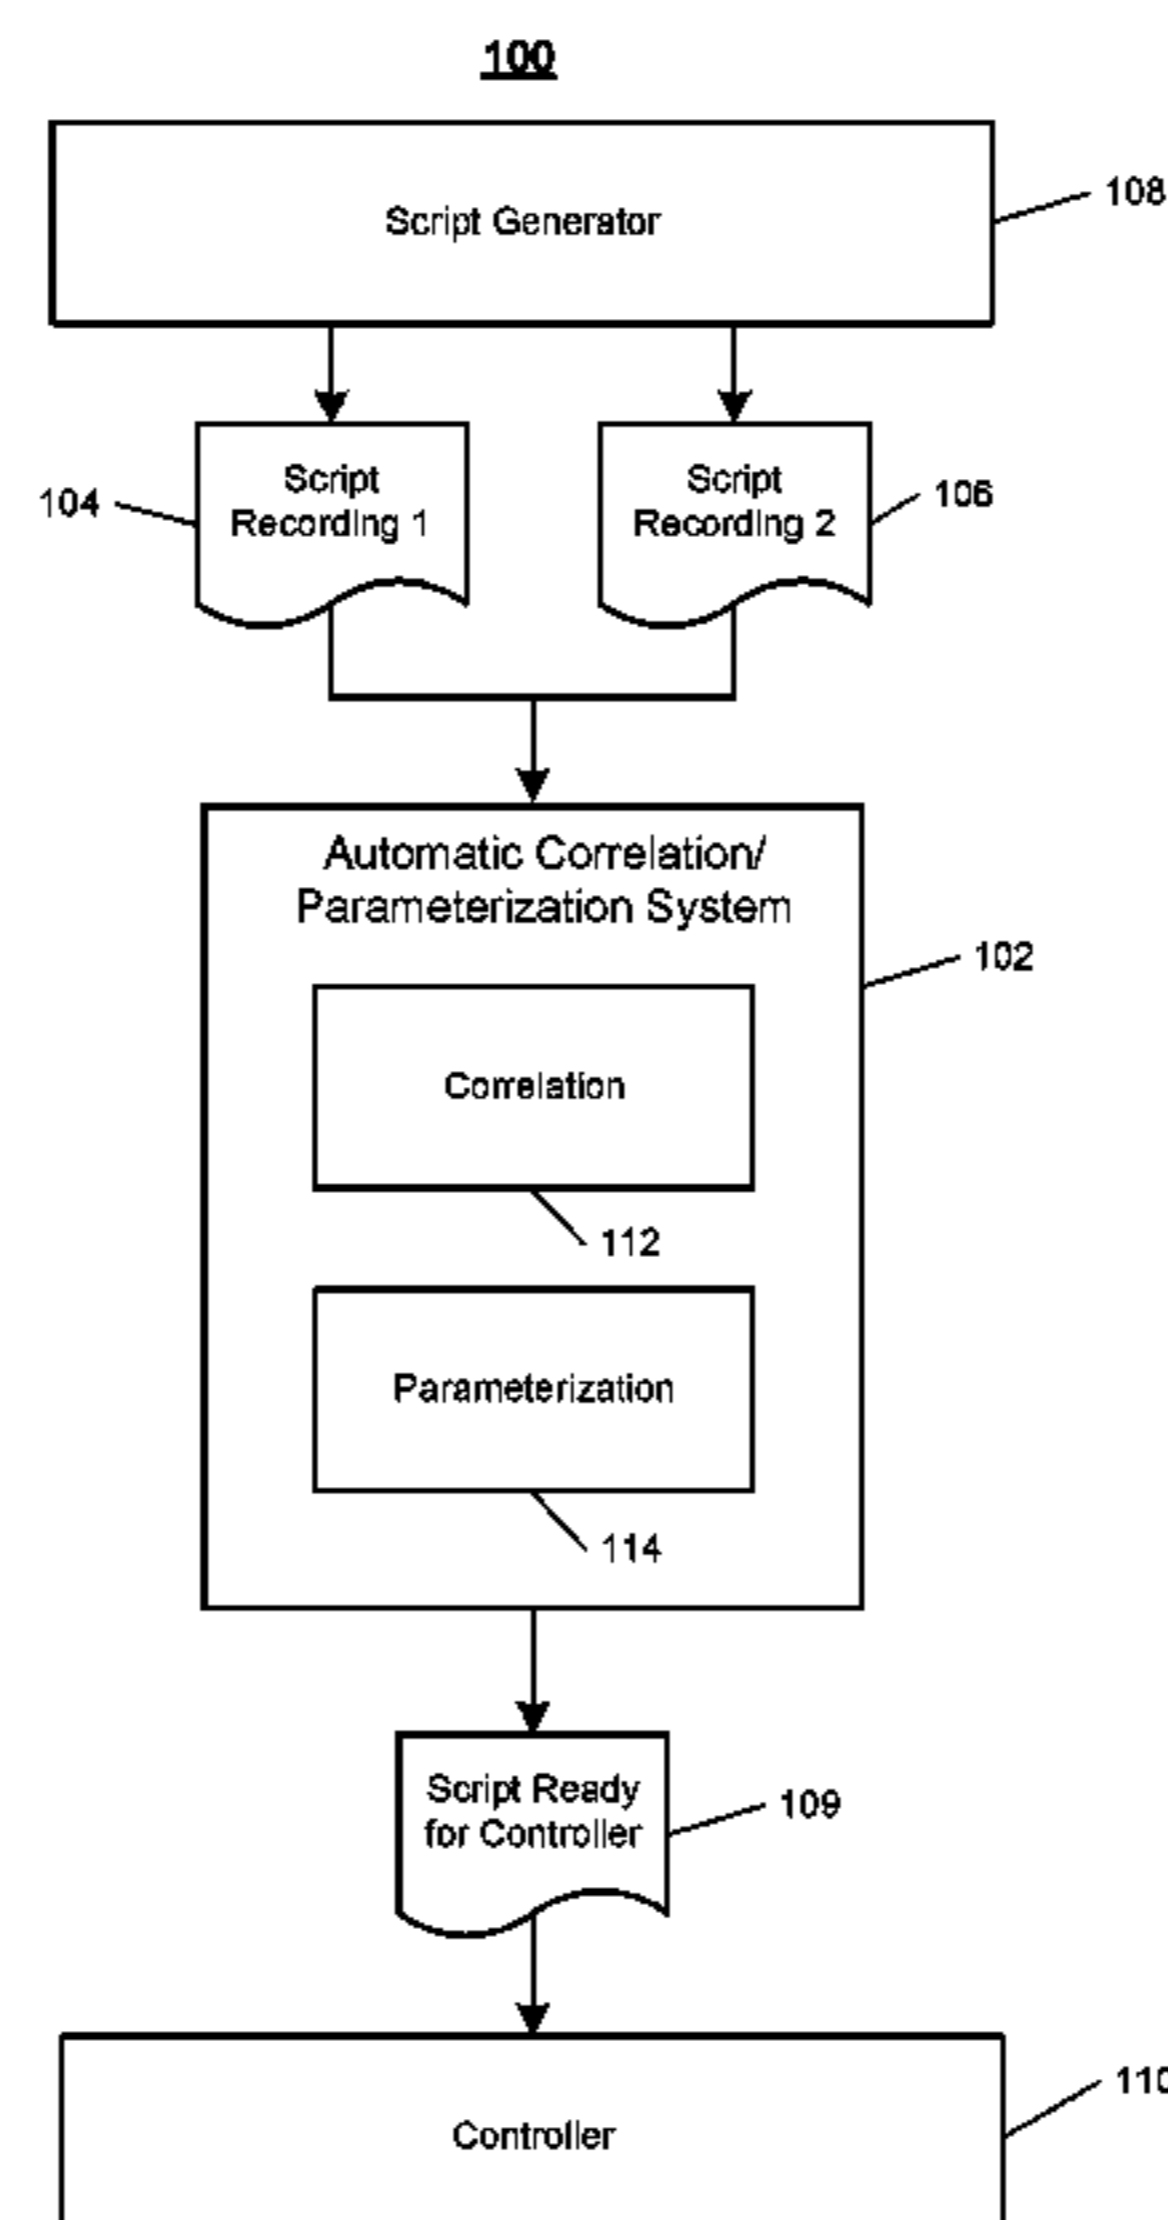 100
Script Generator
108
Script
Recording 1
104
Script
Recording 2
106
Automatic Correlation/
Parameterization System
102
Correlation
112
Parameterization
114
Script Ready
for Controller
109
Controller
110